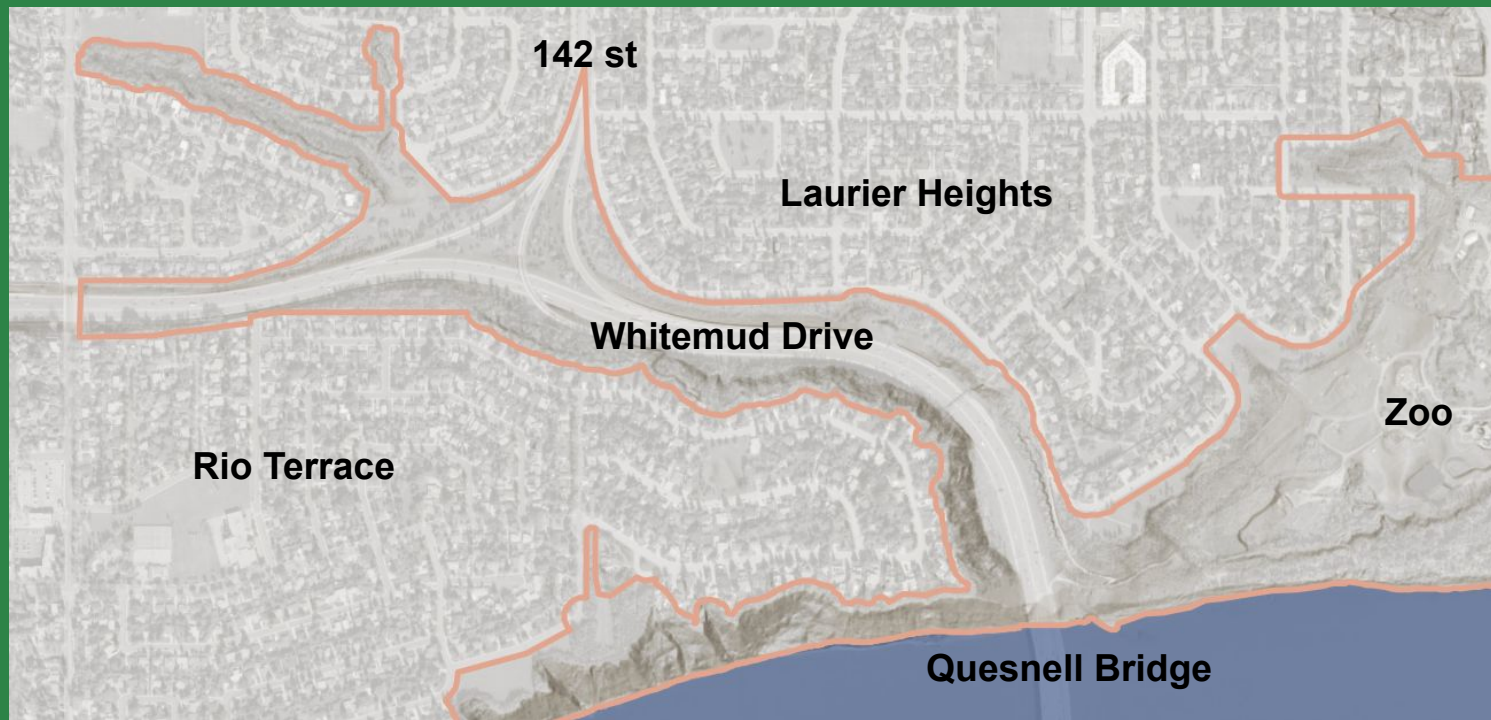 142 st
Laurier Heights
Whitemud Drive
Zoo
Rio Terrace
Quesnell Bridge